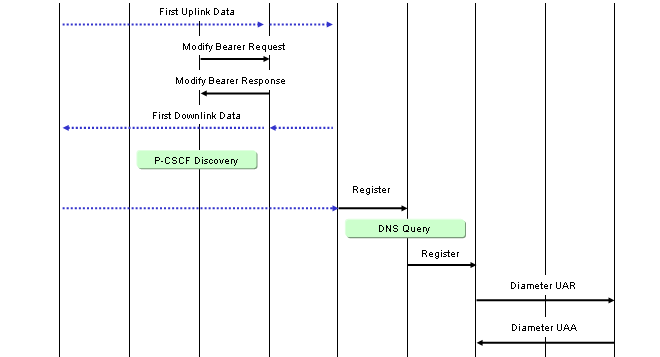 First Uplink Data
Modify Bearer Request
Modify Bearer Response
First Downlink Data
P-CSCF Discovery
Register
DNS Query
Register
Diameter UAR
Diameter UAA